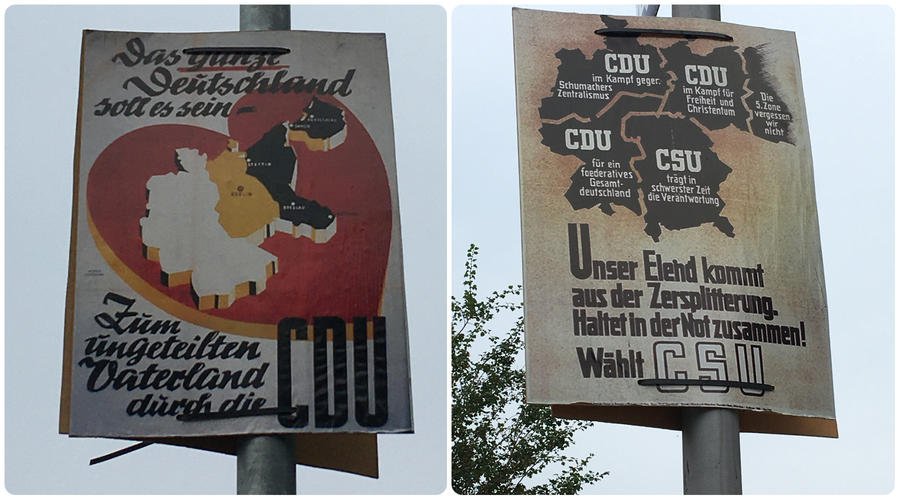 Das ganze
Deutschland
soll es sein
STETTIN
BERLIN
BRESLAU
Zum
ungeteilten
Vaterland
durch die CDU
CDU
im Kampf gegen
Schumachers
Zentralismus
CDU
im Kampf für
Freiheit und
Christentum
Die
5. Zone
vergessen
wir
nicht
CDU
für ein
foederatives
Gesamt-
deutschland
CSU
trägt in
schwerster Zeit
die Verantwortung
Unser Elend kommt
aus der Zersplitterung.
Haltet in der Not zusammen!
Wählt CSU